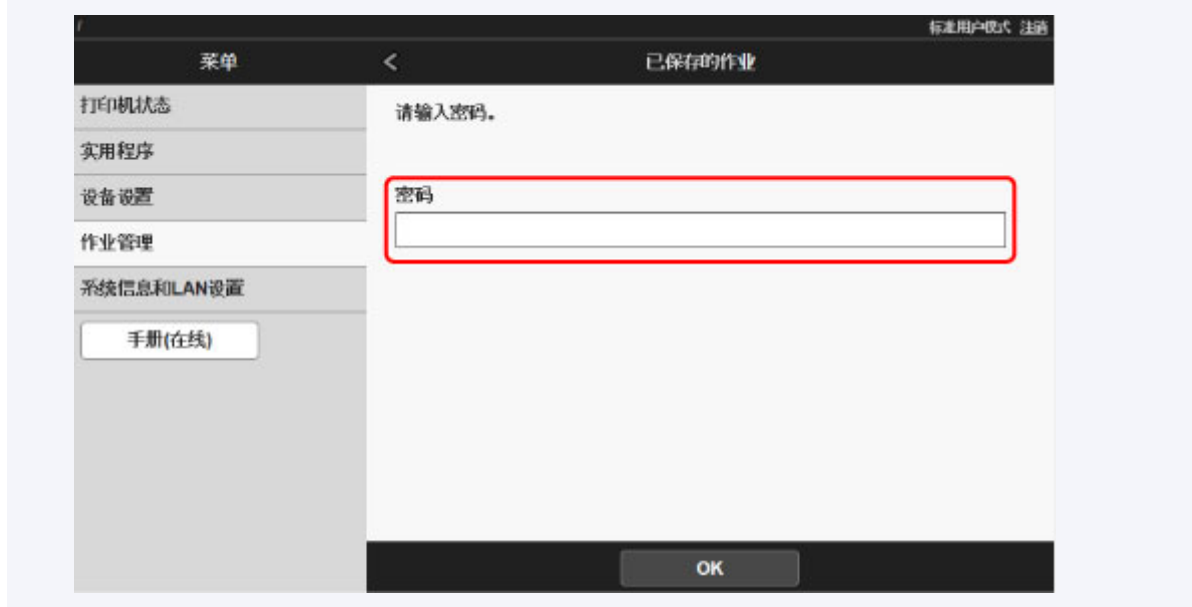 标准用户模式 注销
菜单
< 已保存的作业
打印机状态
请输入密码。
实用程序
设备设置
密码
作业管理
系统信息和LAN设置
手册(在线)
OK